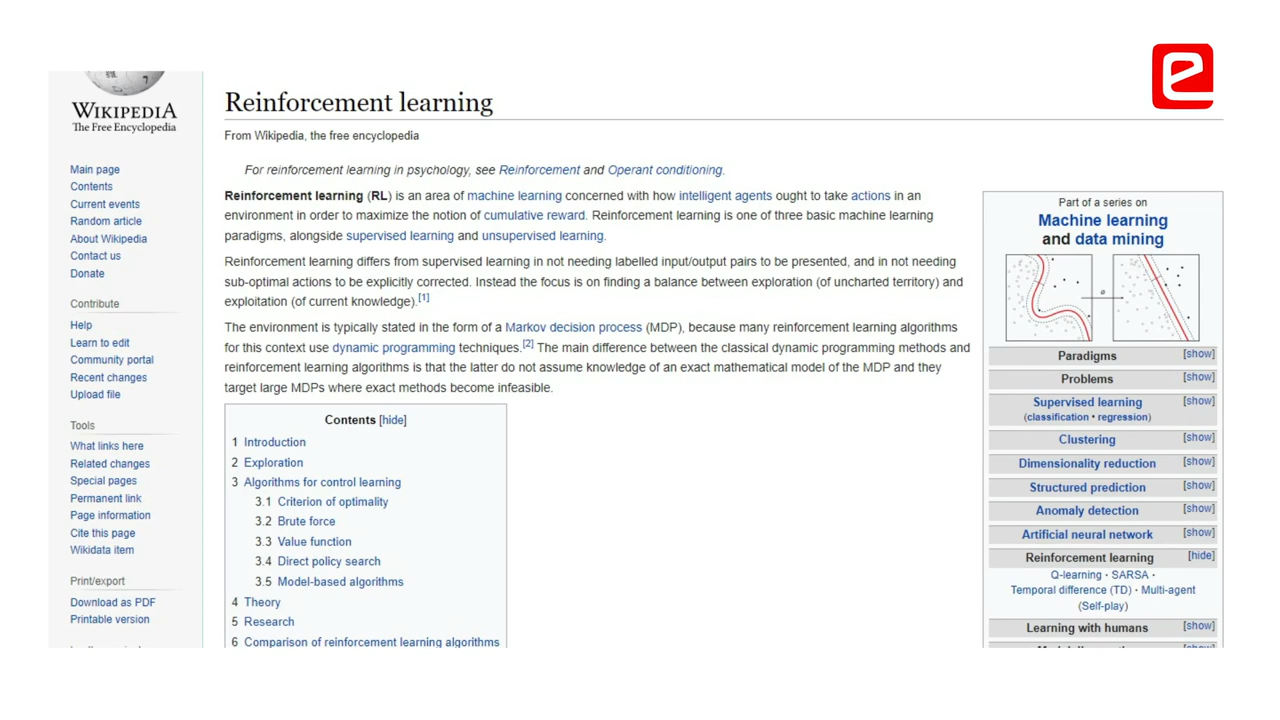 e
WIKIPEDIA
The Free Encyclopedia
Main page
Contents
Current events
Random article
About Wikipedia
Contact us
Donate
Contribute
Help
Learn to edit
Community portal
Recent changes
Upload file
Tools
What links here
Related changes
Special pages
Permanent link
Page information
Cite this page
Wikidata item
Print/export
Download as PDF
Printable version
Reinforcement learning
From Wikipedia, the free encyclopedia
For reinforcement learning in psychology, see Reinforcement and Operant conditioning.
Reinforcement learning (RL) is an area of machine learning concerned with how intelligent agents ought to take actions in an
environment in order to maximize the notion of cumulative reward. Reinforcement learning is one of three basic machine learning
paradigms, alongside supervised learning and unsupervised learning.
Reinforcement learning differs from supervised learning in not needing labelled input/output pairs to be presented, and in not needing
sub-optimal actions to be explicitly corrected. Instead the focus is on finding a balance between exploration (of uncharted territory) and
exploitation (of current knowledge).[1]
The environment is typically stated in the form of a Markov decision process (MDP), because many reinforcement learning algorithms
for this context use dynamic programming techniques.[2] The main difference between the classical dynamic programming methods and
reinforcement learning algorithms is that the latter do not assume knowledge of an exact mathematical model of the MDP and they
target large MDPs where exact methods become infeasible.
Contents [hide]
1 Introduction
2 Exploration
3 Algorithms for control learning
3.1 Criterion of optimality
3.2 Brute force
3.3 Value function
3.4 Direct policy search
3.5 Model-based algorithms
4 Theory
5 Research
6 Comparison of reinforcement learning algorithms
Part of a series on
Machine learning
and data mining
Paradigms [show]
Problems [show]
Supervised learning [show]
(classification • regression)
Clustering [show]
Dimensionality reduction [show]
Structured prediction [show]
Anomaly detection [show]
Artificial neural network [show]
Reinforcement learning [hide]
Q-learning · SARSA ·
Temporal difference (TD) · Multi-agent
(Self-play)
Learning with humans [show]